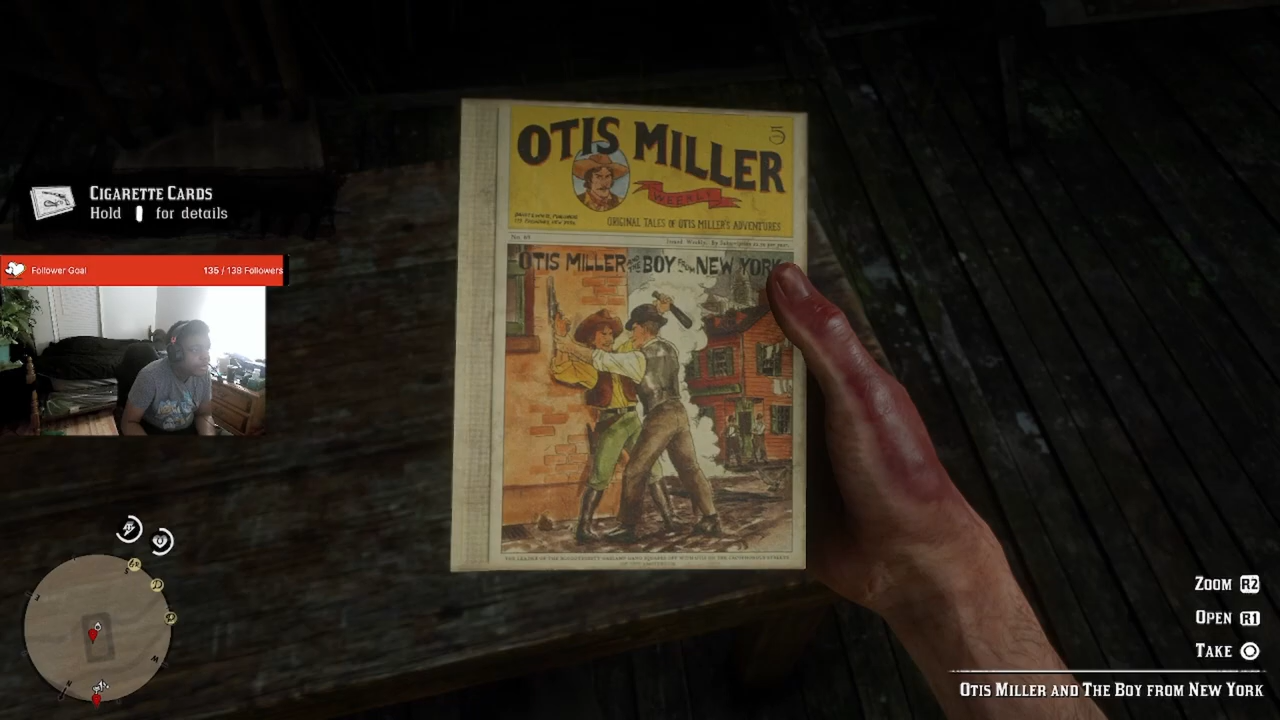 OTIS MILLER
5
WEEKLY
ORIGINAL TALES OF OTIS MILLER'S ADVENTURES
OTIS MILLER AND THE BOY FROM NEW YORK
CIGARETTE CARDS
Hold for details
Follower Goal 135 / 138 Followers
ZOOM R2
OPEN R1
TAKE
OTIS MILLER AND THE BOY FROM NEW YORK